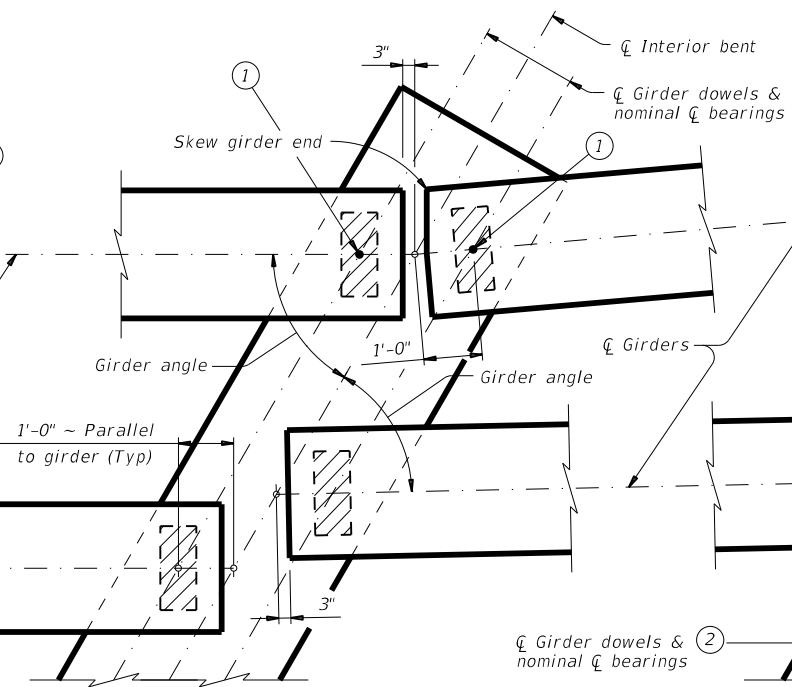 3"
℄ Interior bent
1
℄ Girder dowels &
nominal ℄ bearings
Skew girder end
1
1'-0"
℄ Girders
Girder angle
Girder angle
1'-0" ~ Parallel
to girder (Typ)
3"
℄ Girder dowels &
nominal ℄ bearings
2